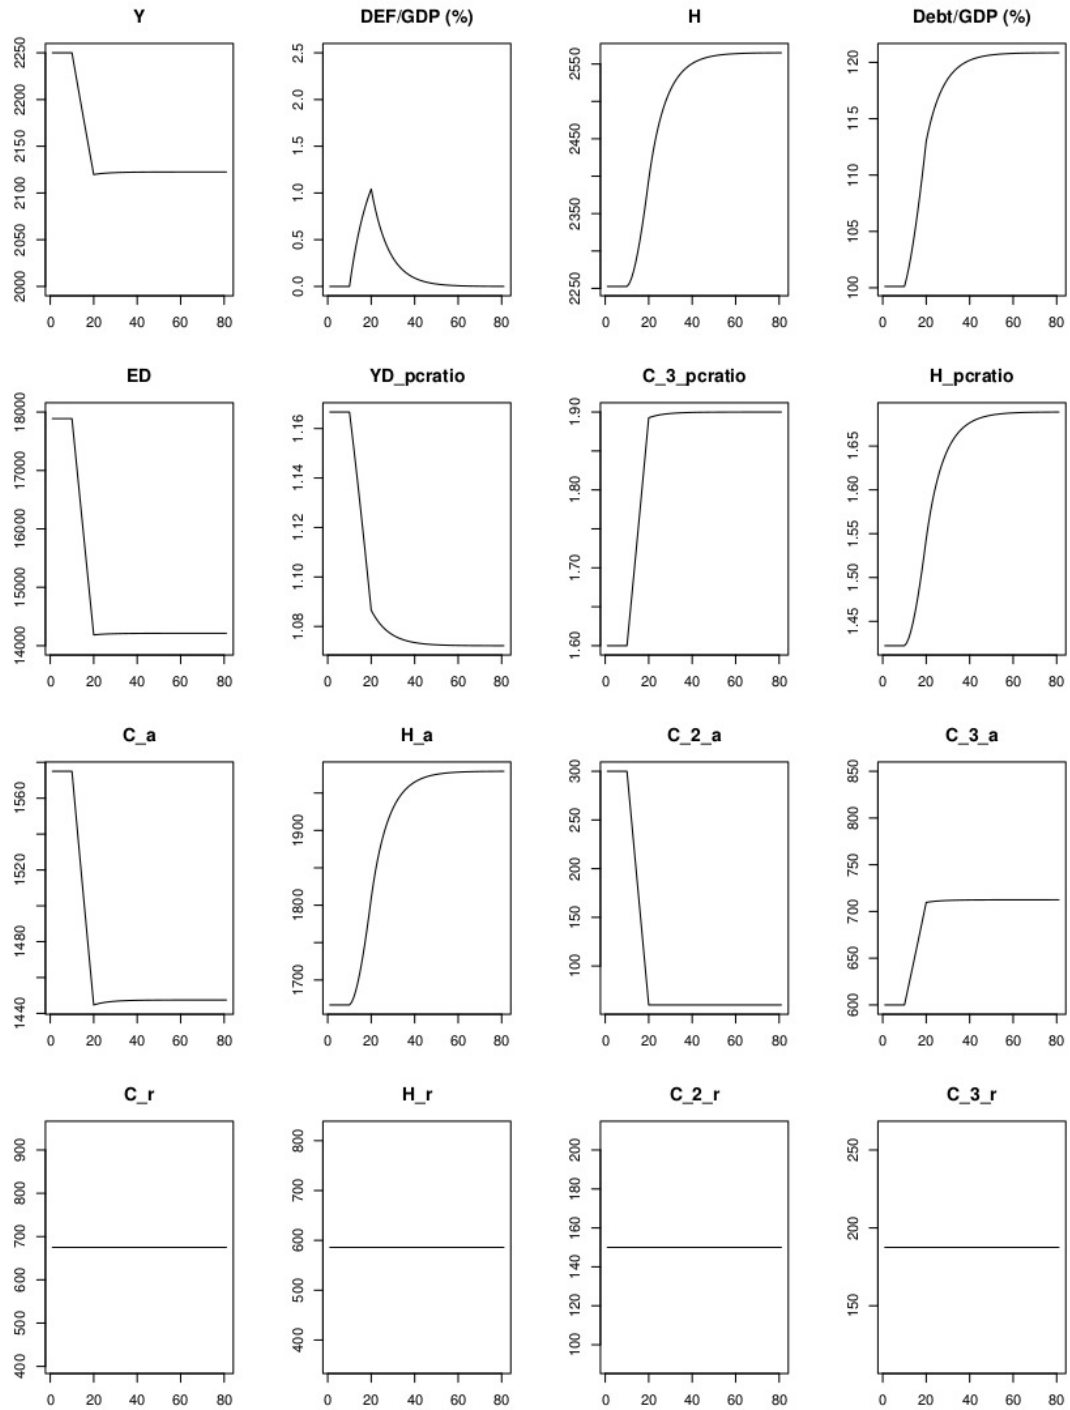 Y DEF/GDP (%) H Debt/GDP (%)
2000 2050 2100 2150 2200 2250
0.0 0.5 1.0 1.5 2.0 2.5
2250 2350 2450 2550
100 105 110 115 120
0 20 40 60 80 0 20 40 60 80 0 20 40 60 80 0 20 40 60 80
ED YD_pcratio C_3_pcratio H_pcratio
14000 15000 16000 17000 18000
1.08 1.10 1.12 1.14 1.16
1.60 1.70 1.80 1.90
1.45 1.50 1.55 1.60 1.65
0 20 40 60 80 0 20 40 60 80 0 20 40 60 80 0 20 40 60 80
C_a H_a C_2_a C_3_a
1440 1480 1520 1560
1700 1800 1900
100 150 200 250 300
600 650 700 750 800 850
0 20 40 60 80 0 20 40 60 80 0 20 40 60 80 0 20 40 60 80
C_r H_r C_2_r C_3_r
400 500 600 700 800 900
400 500 600 700 800
100 120 140 160 180 200
150 200 250
0 20 40 60 80 0 20 40 60 80 0 20 40 60 80 0 20 40 60 80